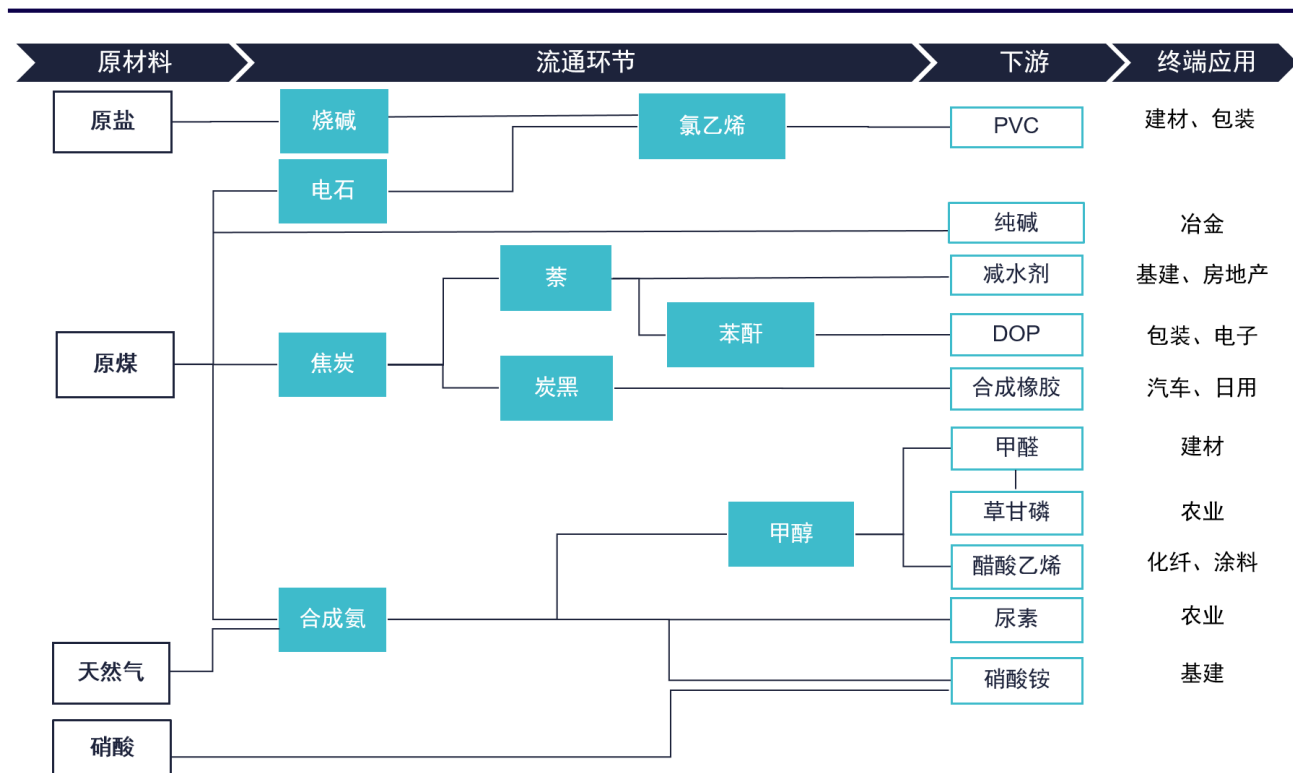 原材料
流通环节
下游
终端应用
原盐
烧碱
氯乙烯
PVC
建材、包装
电石
纯碱
冶金
萘
减水剂
基建、房地产
原煤
焦炭
苯酐
DOP
包装、电子
炭黑
合成橡胶
汽车、日用
甲醛
建材
甲醇
草甘磷
农业
醋酸乙烯
化纤、涂料
合成氨
尿素
农业
天然气
硝酸铵
基建
硝酸